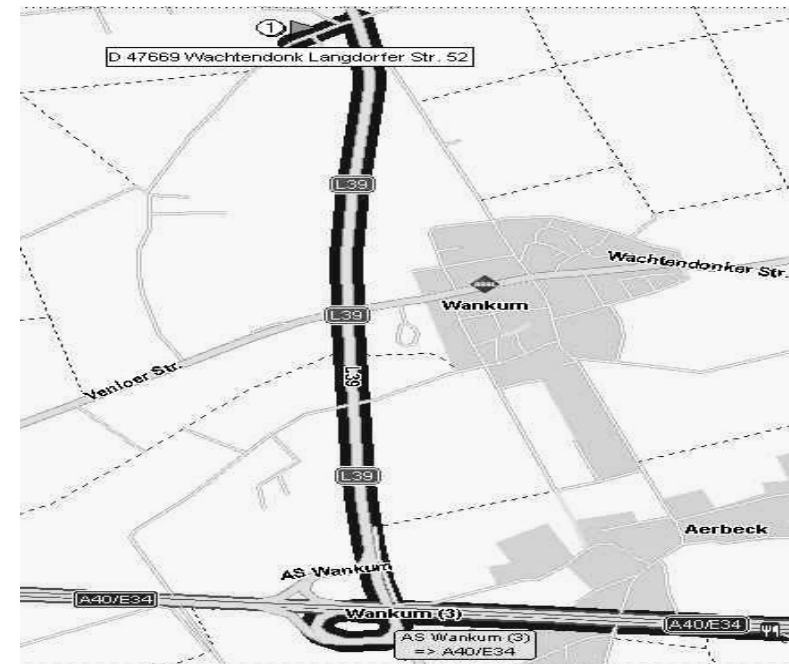 1
D 47669 Wachtendonk Langdorfer Str. 52
L39
Wachtendonker Str.
Wankum
L39
Venloer Str.
L39
L39
Aerbeck
AS Wankum
A40/E34
Wankum (3)
A40/E34
AS Wankum (3)
=> A40/E34